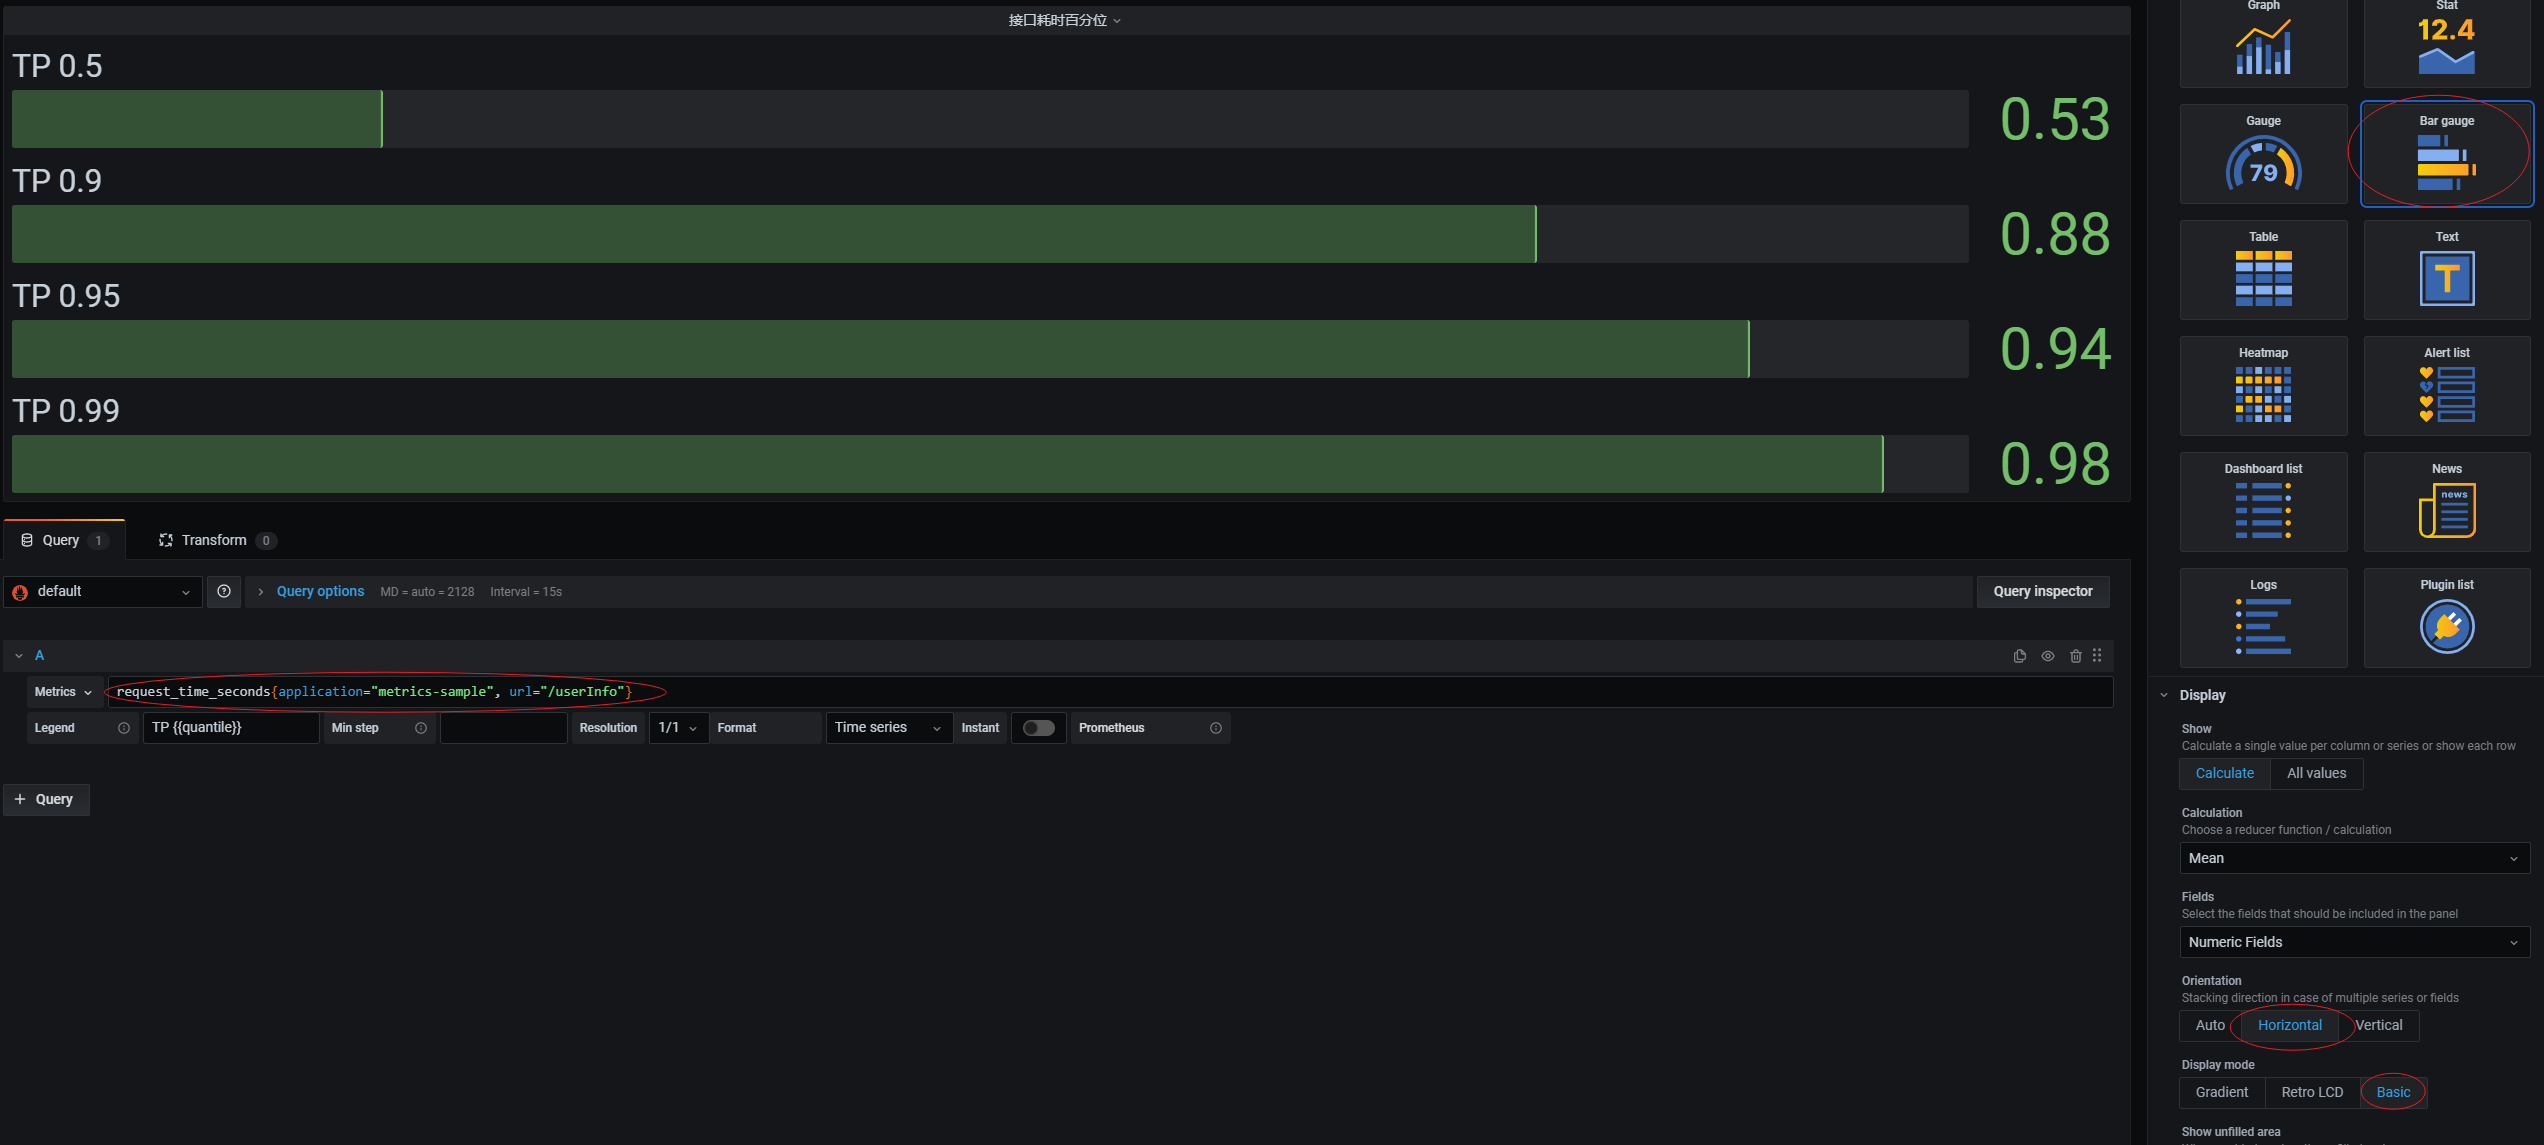 接口耗时百分位
TP 0.5
0.53
TP 0.9
0.88
TP 0.95
0.94
TP 0.99
0.98
Query 1
Transform 0
default
Query options MD = auto = 2128 Interval = 15s
Query inspector
A
Metrics request_time_seconds{application="metrics-sample", url="/userInfo"}
Legend TP {{quantile}} Min step Resolution 1/1 Format Time series Instant Prometheus
+ Query
Graph
Stat
12.4
Gauge
79
Bar gauge
Table
Text
T
Heatmap
Alert list
Dashboard list
News
news
Logs
Plugin list
Display
Show
Calculate a single value per column or series or show each row
Calculate All values
Calculation
Choose a reducer function / calculation
Mean
Fields
Select the fields that should be included in the panel
Numeric Fields
Orientation
Stacking direction in case of multiple series or fields
Auto Horizontal Vertical
Display mode
Gradient Retro LCD Basic
Show unfilled area